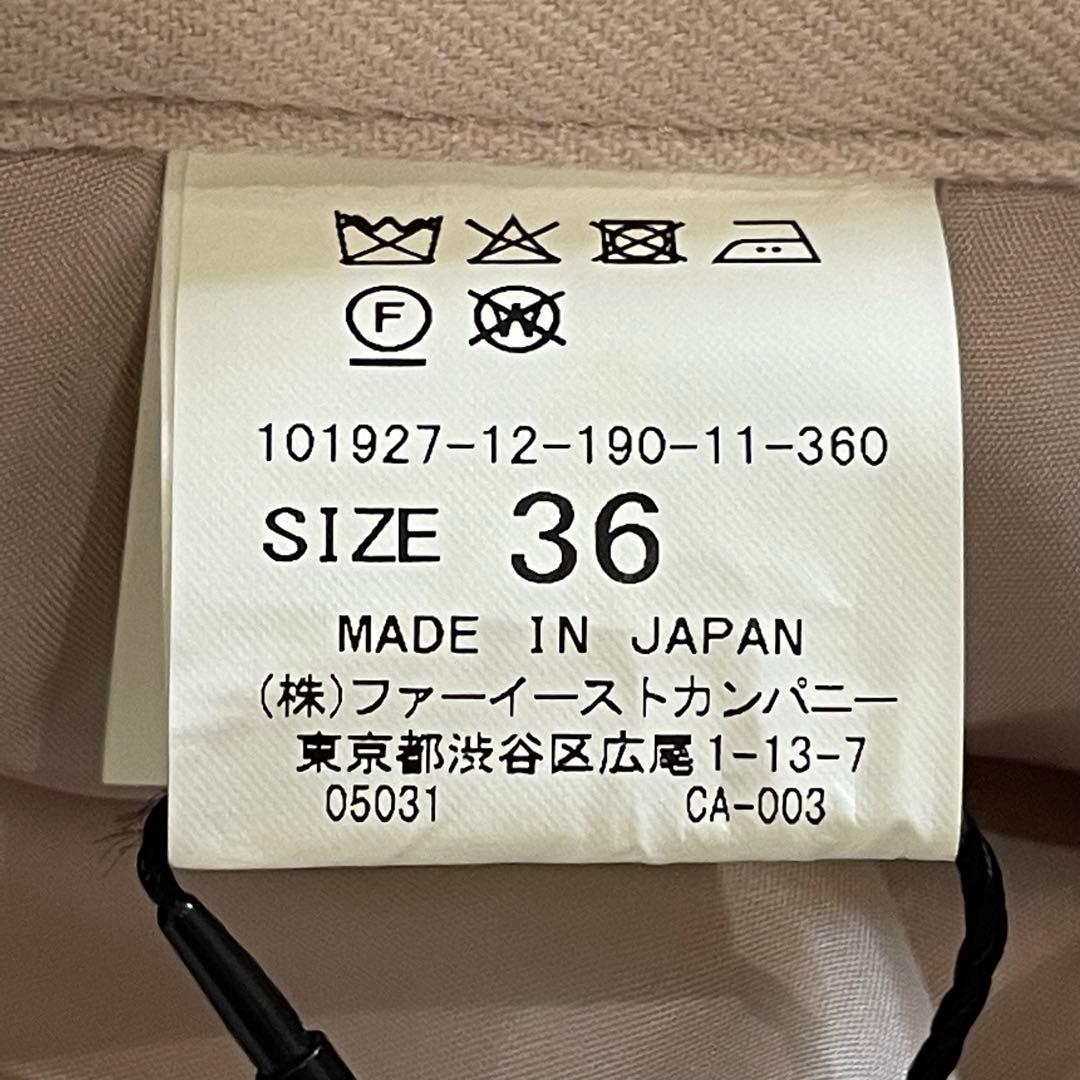 F W
101927-12-190-11-360
SIZE 36
MADE IN JAPAN
(株)ファーイーストカンパニー
東京都渋谷区広尾1-13-7
05031 CA-003